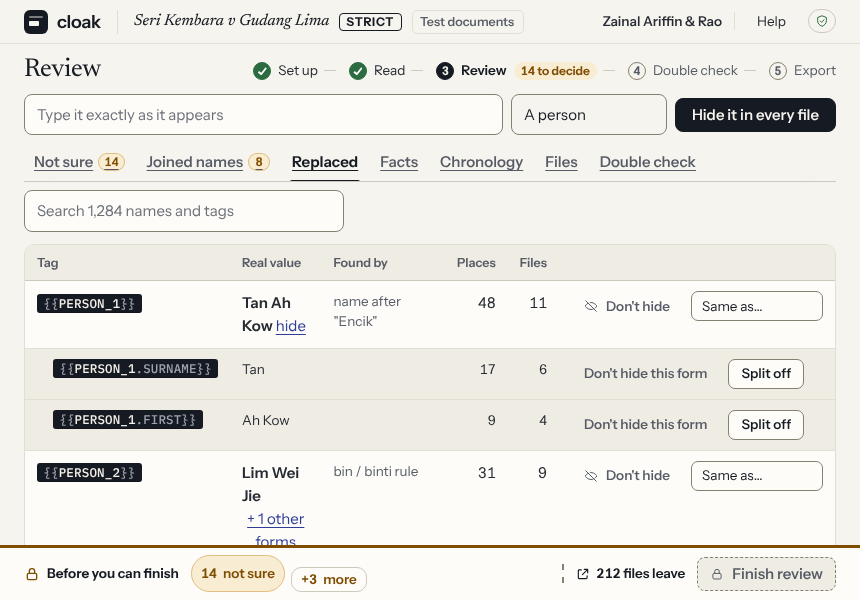 cloak Seri Kembara v Gudang Lima STRICT Test documents Zainal Ariffin & Rao Help
Review Set up Read 3 Review 14 to decide 4 Double check 5 Export
Type it exactly as it appears A person Hide it in every file
Not sure 14 Joined names 8 Replaced Facts Chronology Files Double check
Search 1,284 names and tags
Tag Real value Found by Places Files
{{PERSON_1}} Tan Ah Kow hide name after "Encik" 48 11 Don't hide Same as...
{{PERSON_1.SURNAME}} Tan 17 6 Don't hide this form Split off
{{PERSON_1.FIRST}} Ah Kow 9 4 Don't hide this form Split off
{{PERSON_2}} Lim Wei Jie bin / binti rule 31 9 Don't hide Same as...
+ 1 other
forms
Before you can finish 14 not sure +3 more 212 files leave Finish review